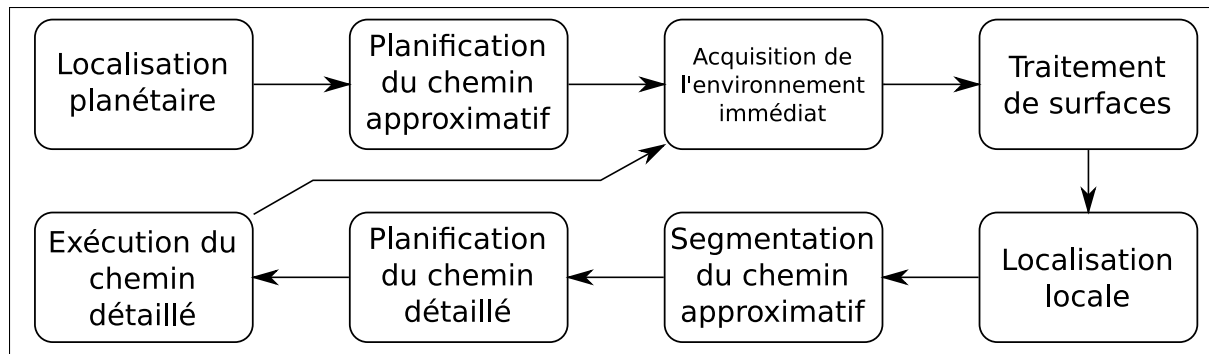 Localisation
planétaire
Planification
du chemin
approximatif
Acquisition de
l'environnement
immédiat
Traitement
de surfaces
Exécution du
chemin
détaillé
Planification
du chemin
détaillé
Segmentation
du chemin
approximatif
Localisation
locale